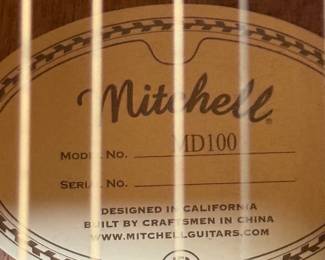 Mitchell
MODEL NO. MD100
SERIAL NO.
DESIGNED IN CALIFORNIA
BUILT BY CRAFTSMEN IN CHINA
WWW.MITCHELLGUITARS.COM